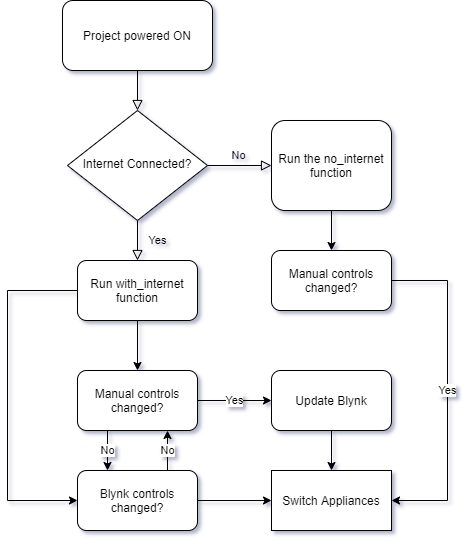 Project powered ON
Internet Connected?
No
Run the no_internet
function
Yes
Run with_internet
function
Manual controls
changed?
Manual controls
changed?
Yes
Update Blynk
Yes
No
No
Blynk controls
changed?
Switch Appliances